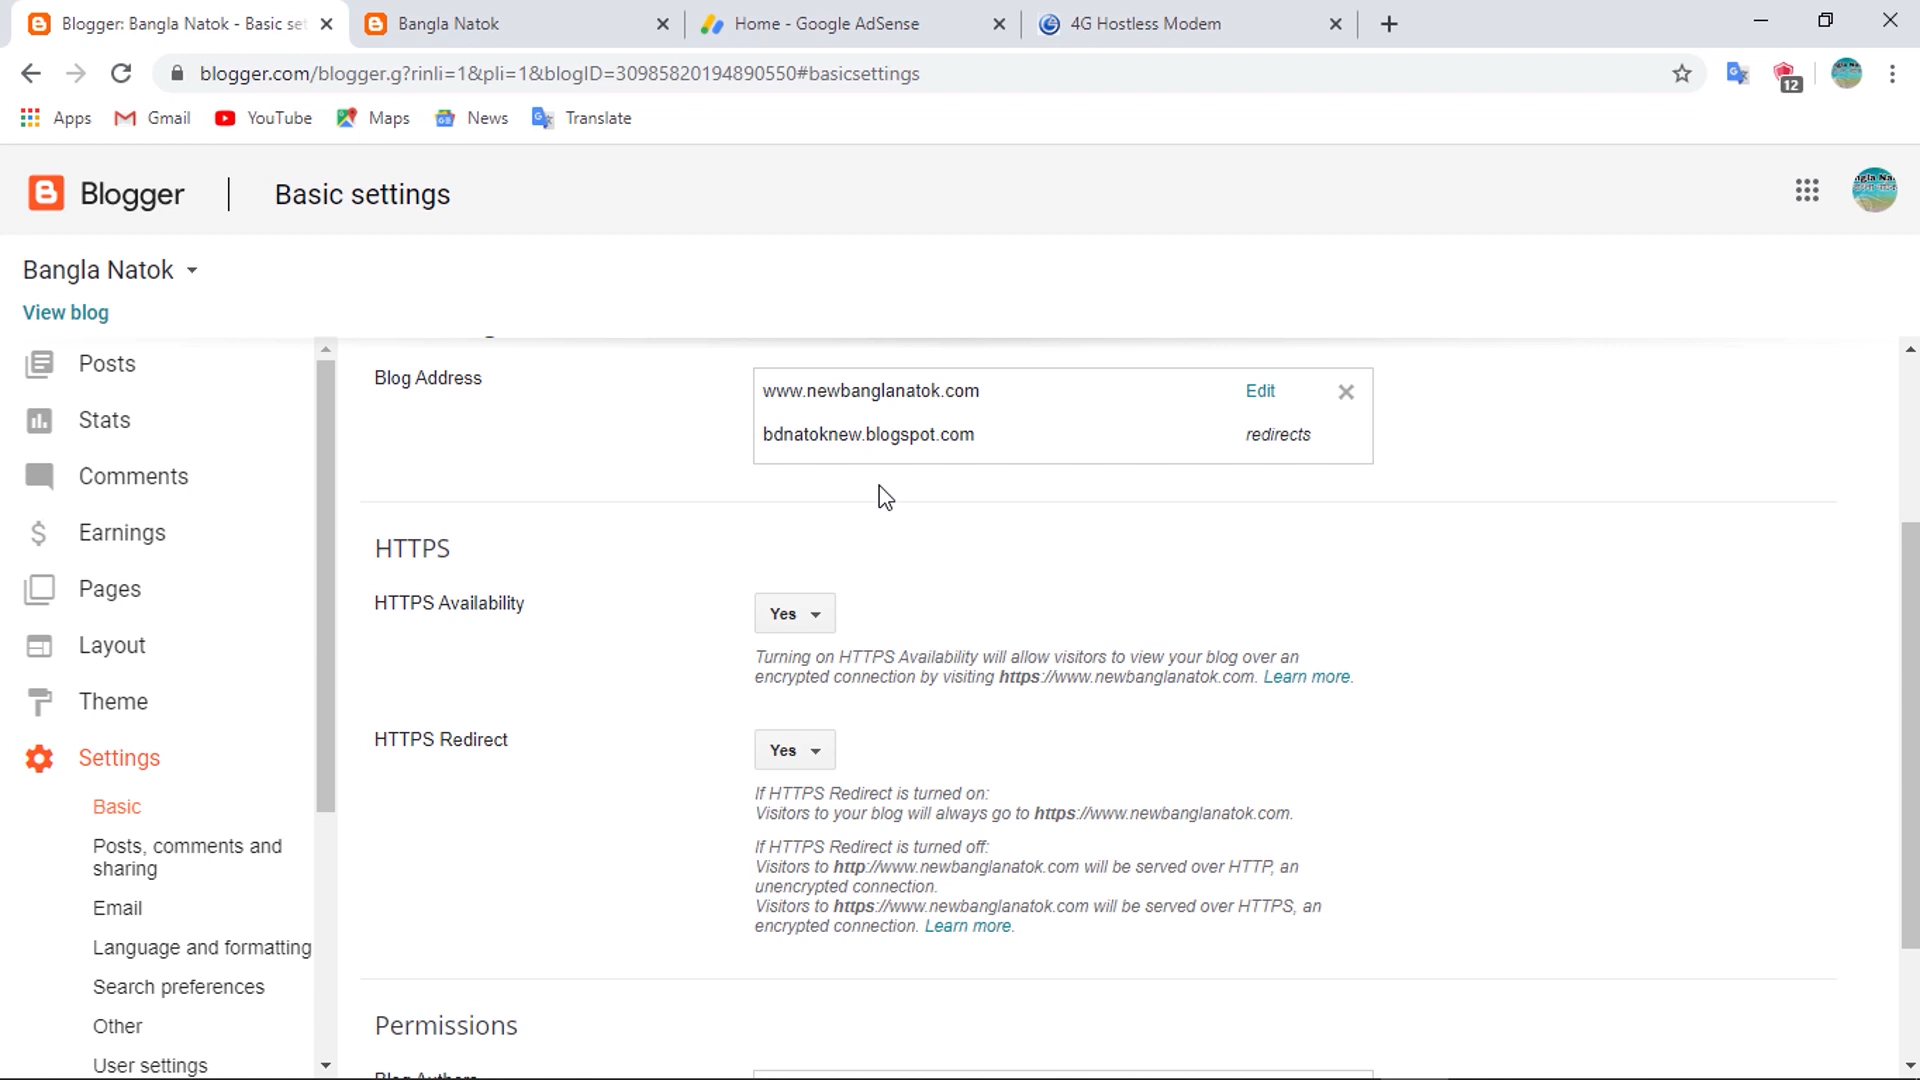 Blogger: Bangla Natok - Basic set
Bangla Natok
Home - Google AdSense
4G Hostless Modem
blogger.com/blogger.g?rinli=1&pli=1&blogID=30985820194890550#basicsettings
12
Apps
Gmail
YouTube
Maps
News
Translate
Blogger
Basic settings
Bangla Natok
View blog
Posts
Stats
Comments
Earnings
Pages
Layout
Theme
Settings
Basic
Posts, comments and
sharing
Email
Language and formatting
Search preferences
Other
User settings
Blog Address
www.newbanglanatok.com Edit
bdnatoknew.blogspot.com redirects
HTTPS
HTTPS Availability
Yes
Turning on HTTPS Availability will allow visitors to view your blog over an
encrypted connection by visiting https://www.newbanglanatok.com. Learn more.
HTTPS Redirect
Yes
If HTTPS Redirect is turned on:
Visitors to your blog will always go to https://www.newbanglanatok.com.
If HTTPS Redirect is turned off:
Visitors to http://www.newbanglanatok.com will be served over HTTP, an
unencrypted connection.
Visitors to https://www.newbanglanatok.com will be served over HTTPS, an
encrypted connection. Learn more.
Permissions
Blog Authors